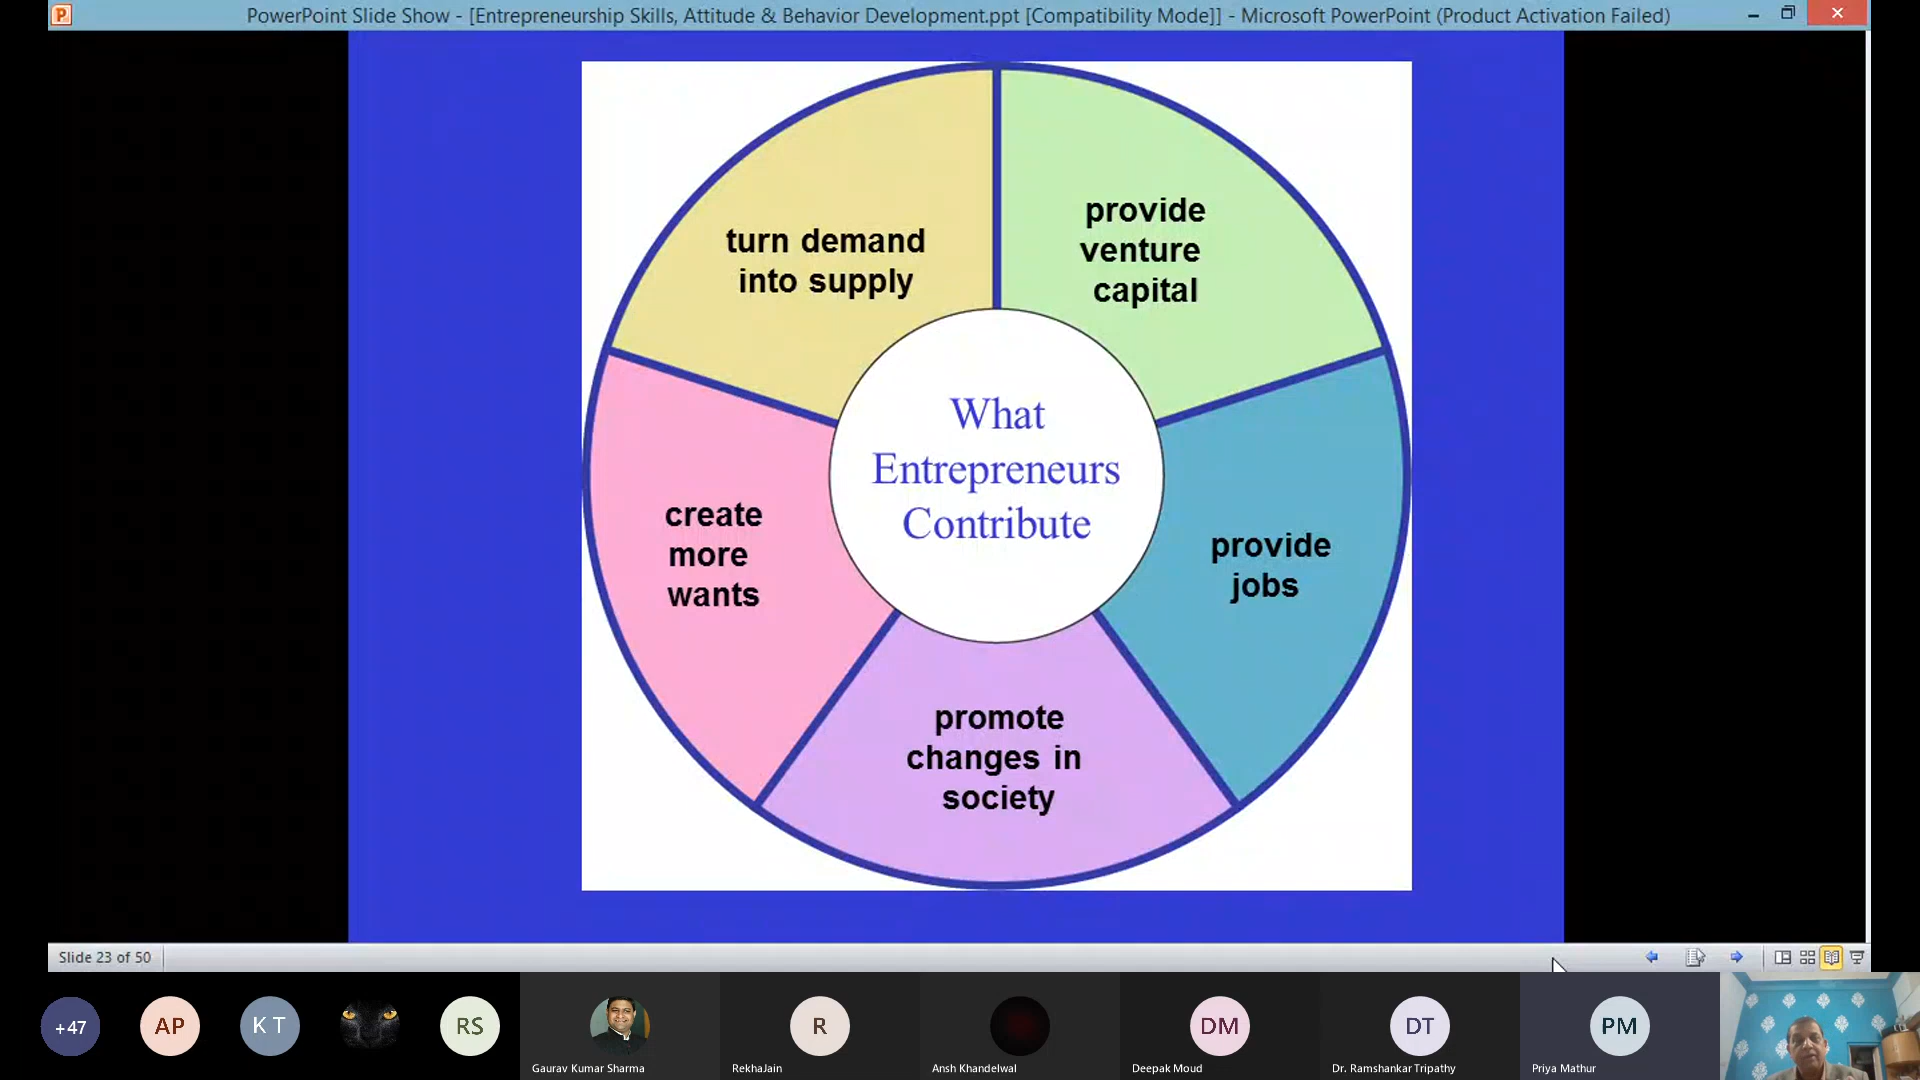 PowerPoint Slide Show - [Entrepreneurship Skills, Attitude & Behavior Development.ppt [Compatibility Mode]] - Microsoft PowerPoint (Product Activation Failed)
turn demand
into supply
provide
venture
capital
What
Entrepreneurs
Contribute
create
more
wants
provide
jobs
promote
changes in
society
Slide 23 of 50
+47
AP
K T
RS
R
DM
DT
PM
Gaurav Kumar Sharma
RekhaJain
Ansh Khandelwal
Deepak Moud
Dr. Ramshankar Tripathy
Priya Mathur